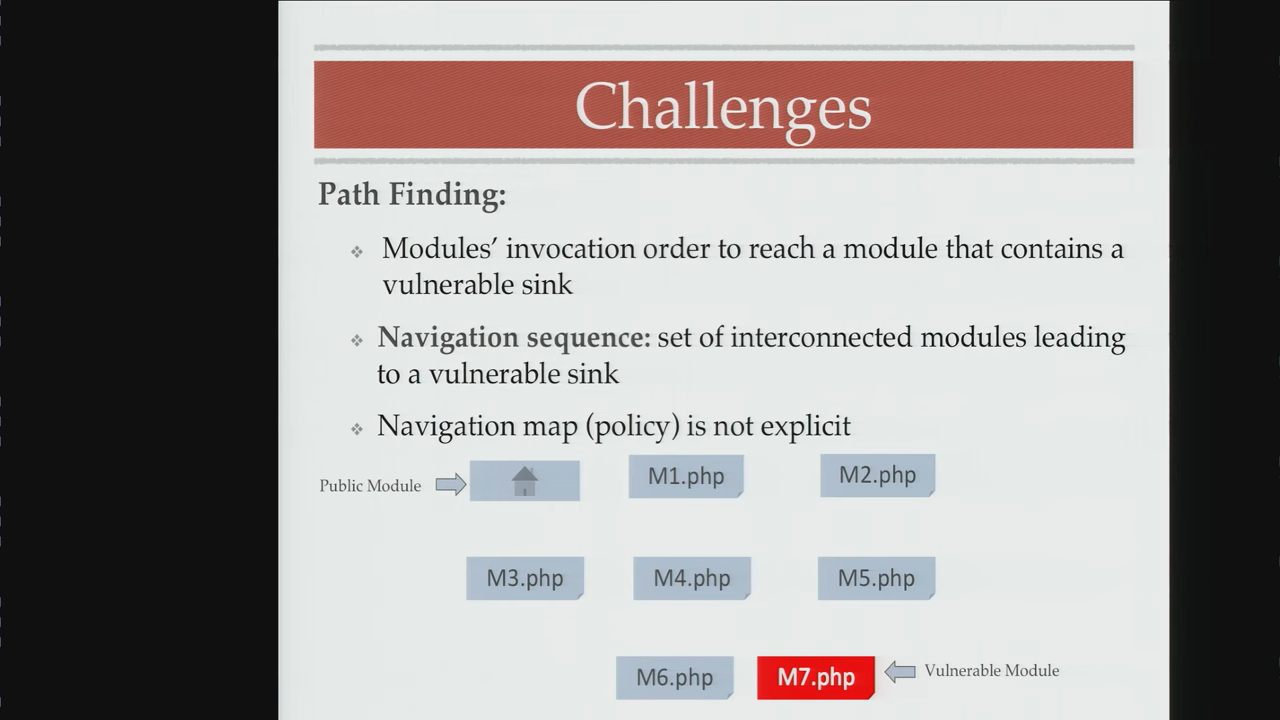 Challenges
Path Finding:
Modules’ invocation order to reach a module that contains a
vulnerable sink
Navigation sequence: set of interconnected modules leading
to a vulnerable sink
Navigation map (policy) is not explicit
Public Module
M1.php
M2.php
M3.php
M4.php
M5.php
M6.php
M7.php
Vulnerable Module